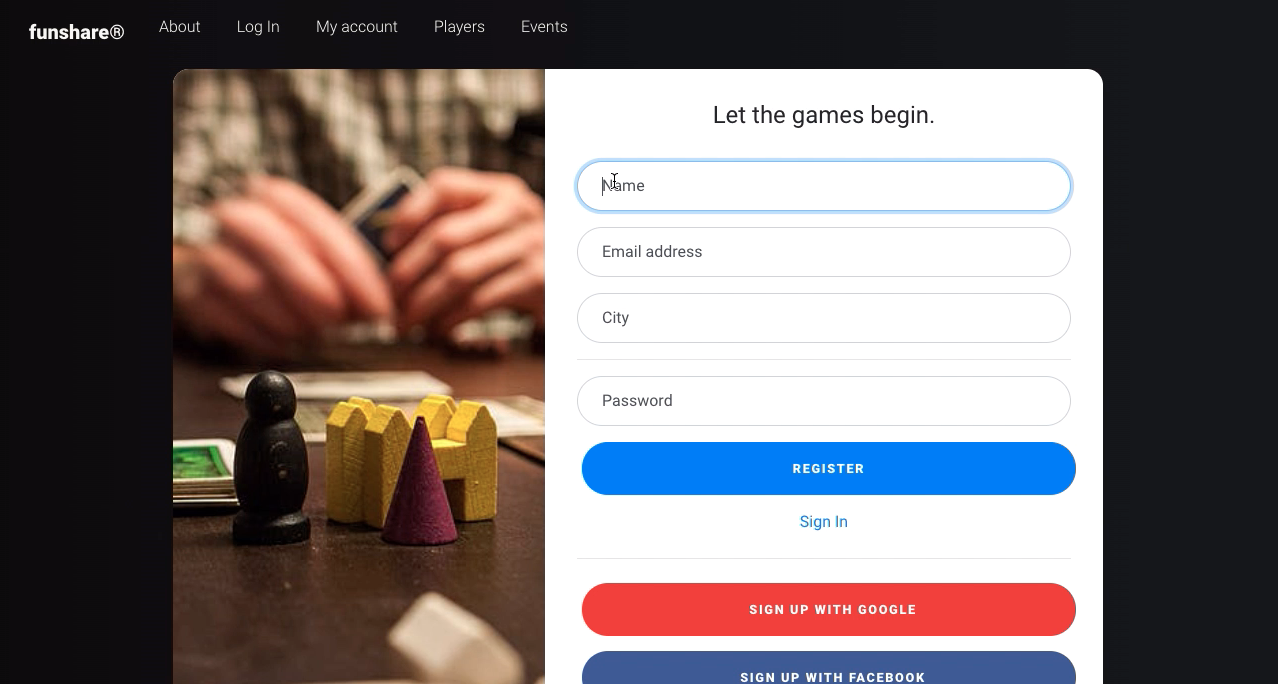 funshare®
About
Log In
My account
Players
Events
Let the games begin.
Name
Email address
City
Password
REGISTER
Sign In
SIGN UP WITH GOOGLE
SIGN UP WITH FACEBOOK